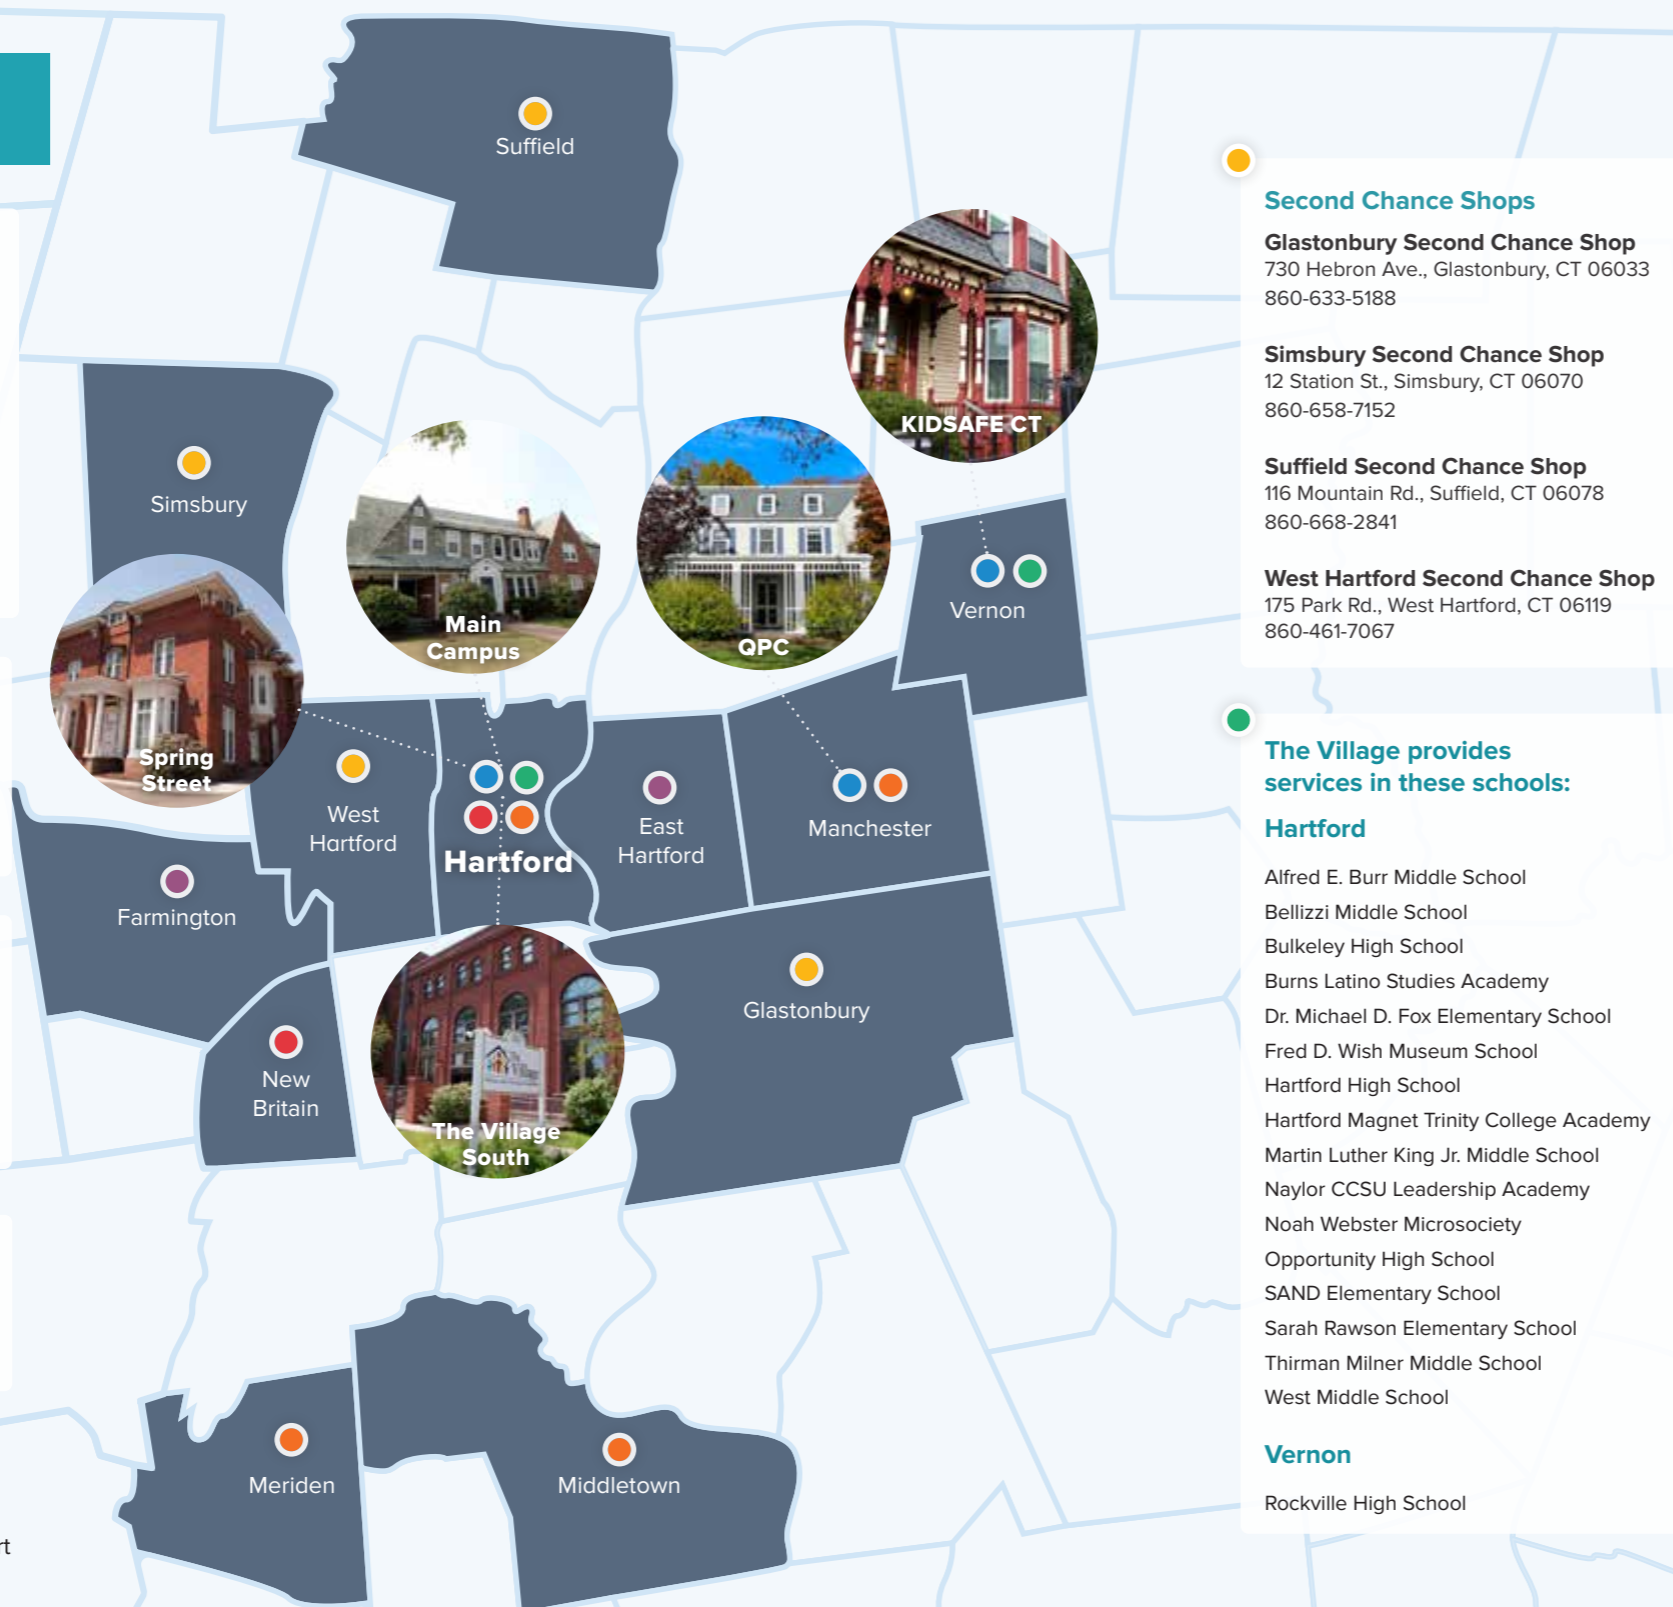 Suffield
KIDSAFE CT
Simsbury
Main
Campus
QPC
Vernon
Spring
Street
West
Hartford
Hartford
East
Hartford
Manchester
Farmington
Glastonbury
New
Britain
The Village
South
Meriden
Middletown
rt
Second Chance Shops
Glastonbury Second Chance Shop
730 Hebron Ave., Glastonbury, CT 06033
860-633-5188
Simsbury Second Chance Shop
12 Station St., Simsbury, CT 06070
860-658-7152
Suffield Second Chance Shop
116 Mountain Rd., Suffield, CT 06078
860-668-2841
West Hartford Second Chance Shop
175 Park Rd., West Hartford, CT 06119
860-461-7067
The Village provides
services in these schools:
Hartford
Alfred E. Burr Middle School
Bellizzi Middle School
Bulkeley High School
Burns Latino Studies Academy
Dr. Michael D. Fox Elementary School
Fred D. Wish Museum School
Hartford High School
Hartford Magnet Trinity College Academy
Martin Luther King Jr. Middle School
Naylor CCSU Leadership Academy
Noah Webster Microsociety
Opportunity High School
SAND Elementary School
Sarah Rawson Elementary School
Thirman Milner Middle School
West Middle School
Vernon
Rockville High School